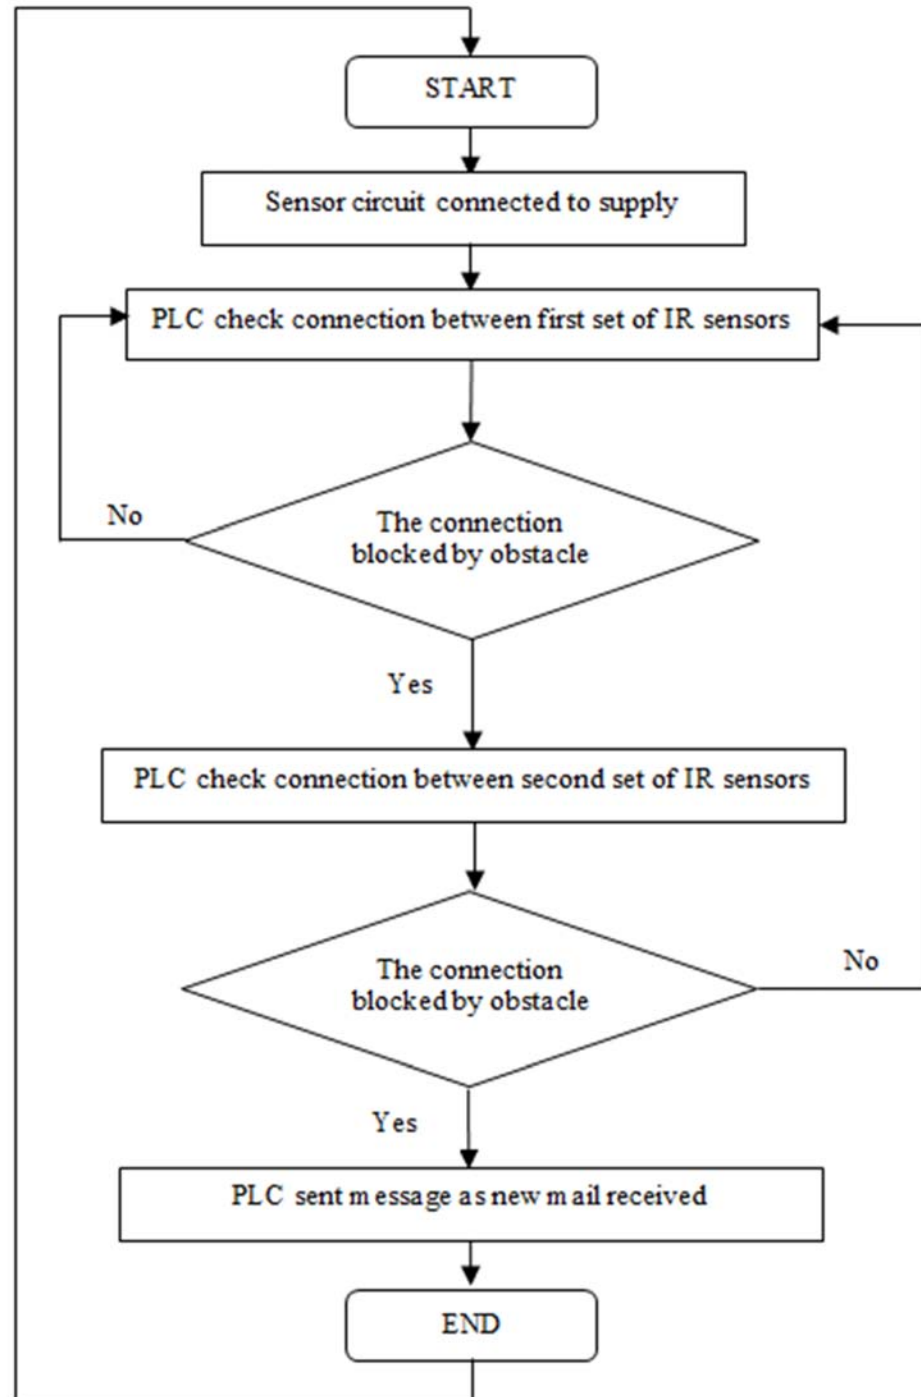 START
Sensor circuit connected to supply
PLC check connection between first set of IR sensors
The connection
blocked by obstacle
No
Yes
PLC check connection between second set of IR sensors
The connection
blocked by obstacle
No
Yes
PLC sent message as new mail received
END